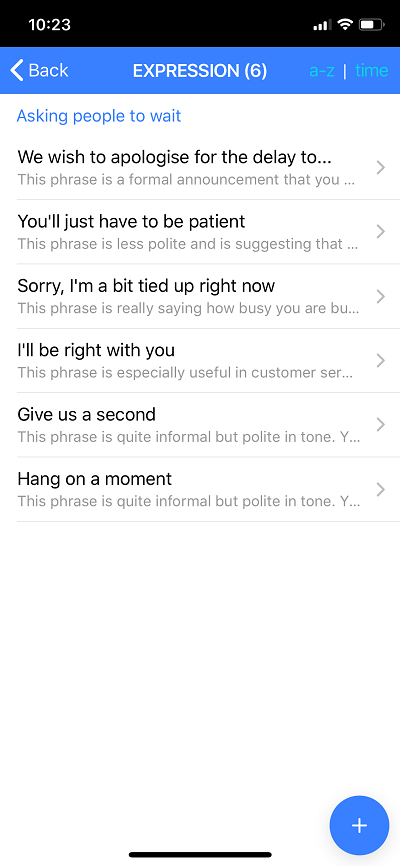 10:23
Back EXPRESSION (6) a-z | time
Asking people to wait
We wish to apologise for the delay to...
This phrase is a formal announcement that you ...
You'll just have to be patient
This phrase is less polite and is suggesting that ...
Sorry, I'm a bit tied up right now
This phrase is really saying how busy you are bu...
I'll be right with you
This phrase is especially useful in customer ser...
Give us a second
This phrase is quite informal but polite in tone. Y...
Hang on a moment
This phrase is quite informal but polite in tone. Y...
+